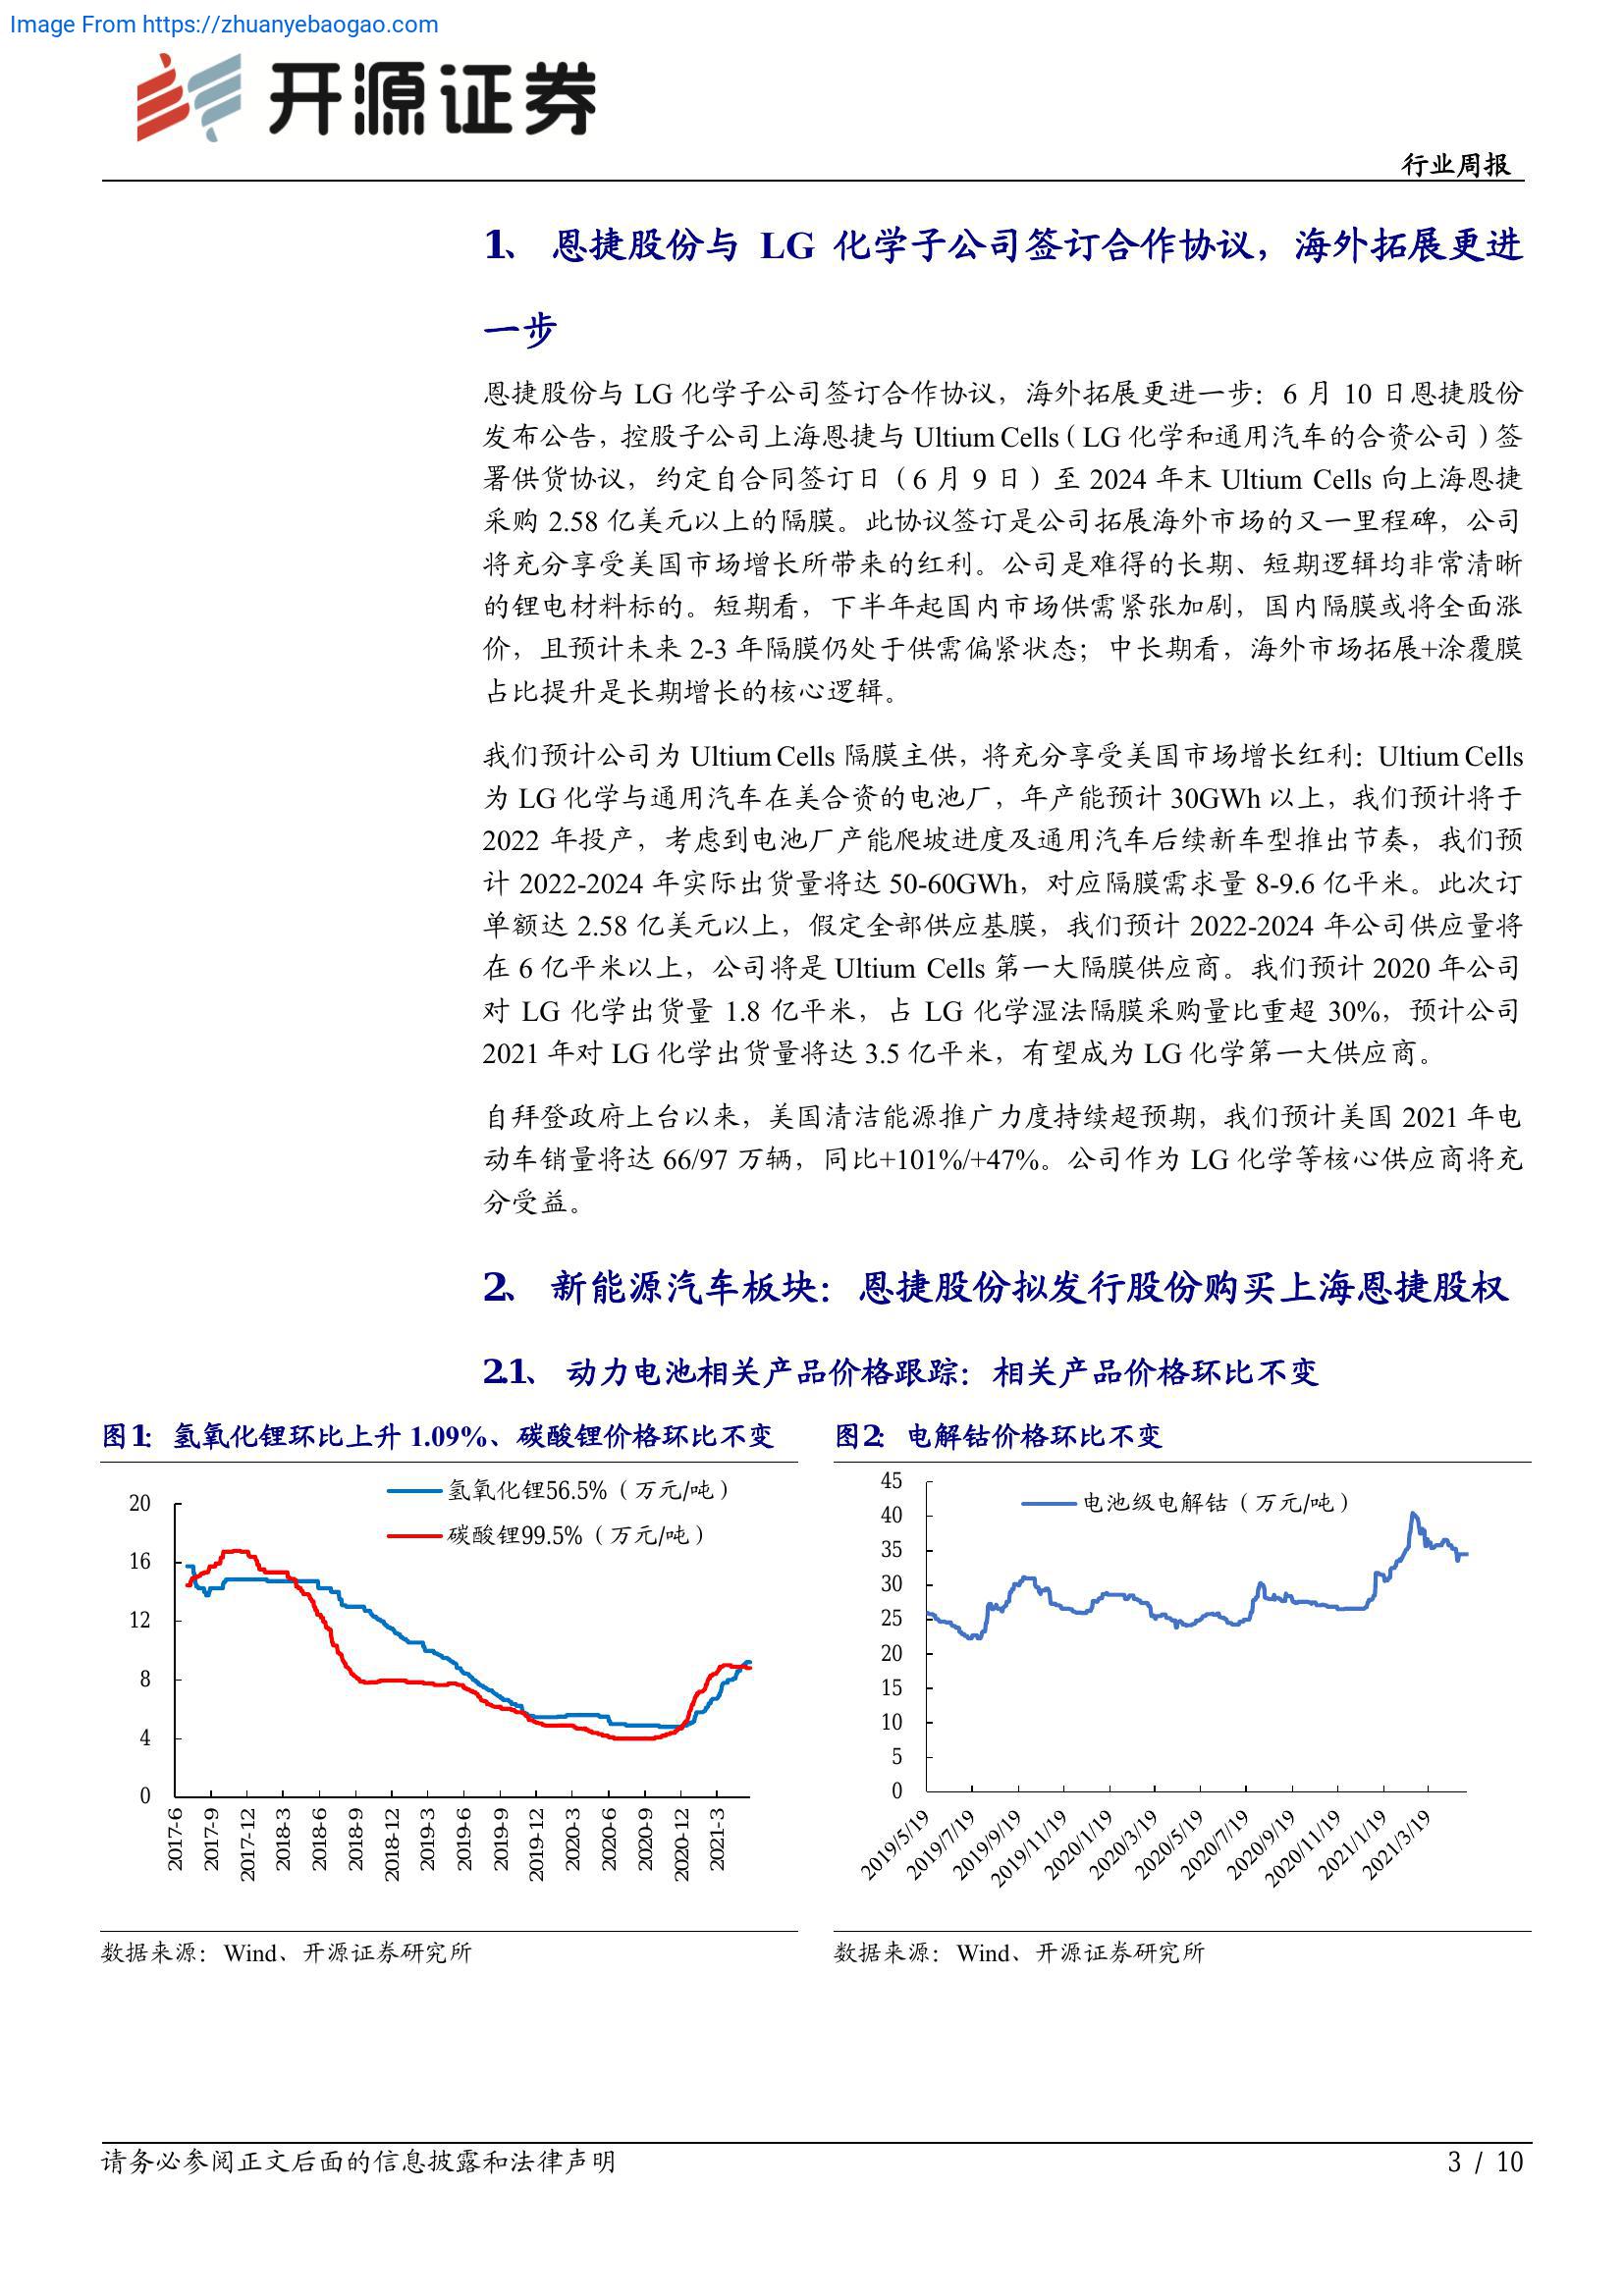 Image From https://zhuanyebaogao.com
开源证券
行业周报
1、 恩捷股份与 LG 化学子公司签订合作协议，海外拓展更进
一步
恩捷股份与 LG 化学子公司签订合作协议，海外拓展更进一步：6 月 10 日恩捷股份
发布公告，控股子公司上海恩捷与 Ultium Cells（LG 化学和通用汽车的合资公司）签
署供货协议，约定自合同签订日（6 月 9 日）至 2024 年末 Ultium Cells 向上海恩捷
采购 2.58 亿美元以上的隔膜。此协议签订是公司拓展海外市场的又一里程碑，公司
将充分享受美国市场增长所带来的红利。公司是难得的长期、短期逻辑均非常清晰
的锂电材料标的。短期看，下半年起国内市场供需紧张加剧，国内隔膜或将全面涨
价，且预计未来 2-3 年隔膜仍处于供需偏紧状态；中长期看，海外市场拓展+涂覆膜
占比提升是长期增长的核心逻辑。
我们预计公司为 Ultium Cells 隔膜主供，将充分享受美国市场增长红利：Ultium Cells
为 LG 化学与通用汽车在美合资的电池厂，年产能预计 30GWh 以上，我们预计将于
2022 年投产，考虑到电池厂产能爬坡进度及通用汽车后续新车型推出节奏，我们预
计 2022-2024 年实际出货量将达 50-60GWh，对应隔膜需求量 8-9.6 亿平米。此次订
单额达 2.58 亿美元以上，假定全部供应基膜，我们预计 2022-2024 年公司供应量将
在 6 亿平米以上，公司将是 Ultium Cells 第一大隔膜供应商。我们预计 2020 年公司
对 LG 化学出货量 1.8 亿平米，占 LG 化学湿法隔膜采购量比重超 30%，预计公司
2021 年对 LG 化学出货量将达 3.5 亿平米，有望成为 LG 化学第一大供应商。
自拜登政府上台以来，美国清洁能源推广力度持续超预期，我们预计美国 2021 年电
动车销量将达 66/97 万辆，同比+101%/+47%。公司作为 LG 化学等核心供应商将充
分受益。
2、 新能源汽车板块：恩捷股份拟发行股份购买上海恩捷股权
2.1、 动力电池相关产品价格跟踪：相关产品价格环比不变
图1：氢氧化锂环比上升 1.09%、碳酸锂价格环比不变
氢氧化锂56.5%（万元/吨）
碳酸锂99.5%（万元/吨）
20
16
12
8
4
0
2017-6
2017-9
2017-12
2018-3
2018-6
2018-9
2018-12
2019-3
2019-6
2019-9
2019-12
2020-3
2020-6
2020-9
2020-12
2021-3
数据来源：Wind、开源证券研究所
图2：电解钴价格环比不变
电池级电解钴（万元/吨）
45
40
35
30
25
20
15
10
5
0
2019/5/19
2019/7/19
2019/9/19
2019/11/19
2020/1/19
2020/3/19
2020/5/19
2020/7/19
2020/9/19
2020/11/19
2021/1/19
2021/3/19
数据来源：Wind、开源证券研究所
请务必参阅正文后面的信息披露和法律声明
3 / 10